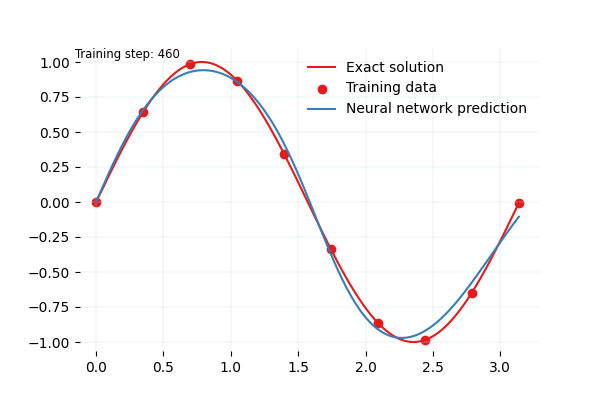 Training step: 460
Exact solution
Training data
Neural network prediction
1.00
0.75
0.50
0.25
0.00
−0.25
−0.50
−0.75
−1.00
0.0 0.5 1.0 1.5 2.0 2.5 3.0